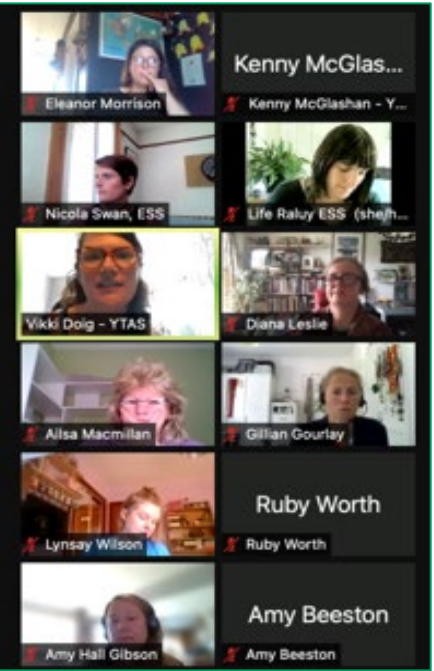 Kenny McGlas...
Eleanor Morrison
Kenny McGlashan - Y...
Nicola Swan, ESS
Life Raluy ESS (she/h...
Vikki Doig - YTAS
Diana Leslie
Ailsa Macmillan
Gillian Gourlay
Ruby Worth
Lynsay Wilson
Ruby Worth
Amy Beeston
Amy Hall Gibson
Amy Beeston